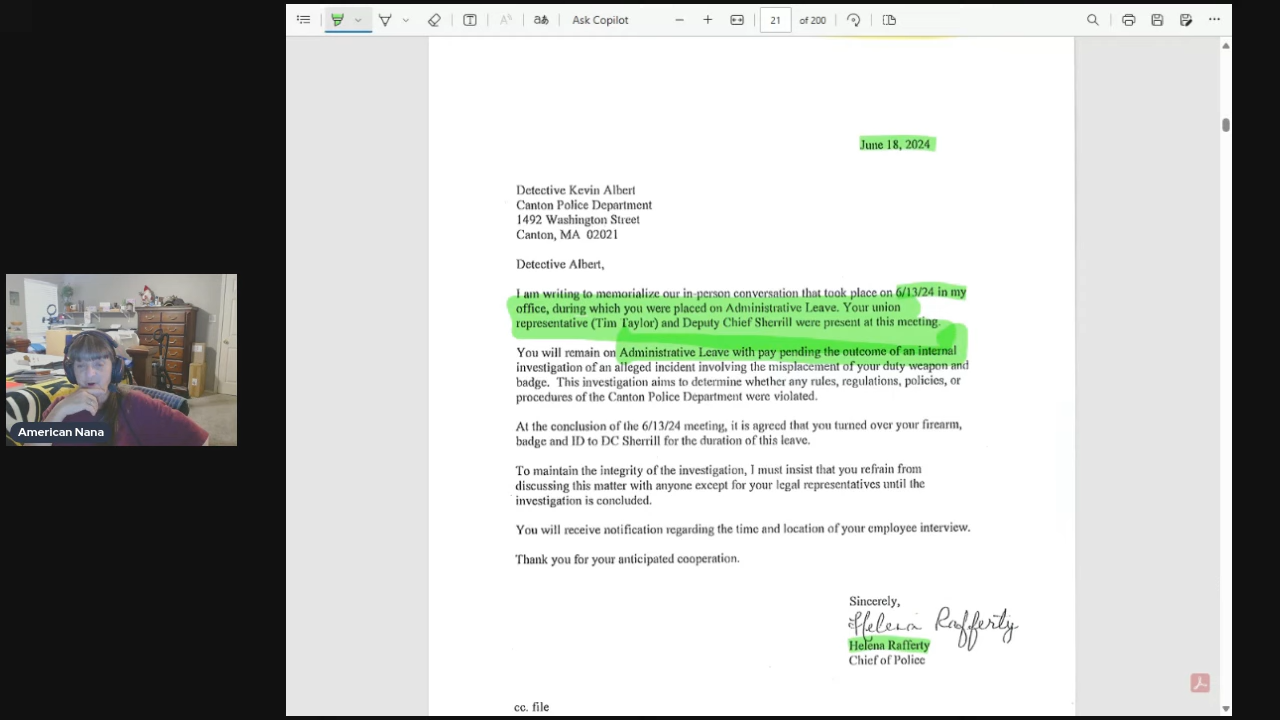 Ask Copilot
21 of 200
June 18, 2024
Detective Kevin Albert
Canton Police Department
1492 Washington Street
Canton, MA 02021
Detective Albert,
I am writing to memorialize our in-person conversation that took place on 6/13/24 in my
office, during which you were placed on Administrative Leave. Your union
representative (Tim Taylor) and Deputy Chief Sherrill were present at this meeting.
You will remain on Administrative Leave with pay pending the outcome of an internal
investigation of an alleged incident involving the misplacement of your duty weapon and
badge. This investigation aims to determine whether any rules, regulations, policies, or
procedures of the Canton Police Department were violated.
At the conclusion of the 6/13/24 meeting, it is agreed that you turned over your firearm,
badge and ID to DC Sherrill for the duration of this leave.
To maintain the integrity of the investigation, I must insist that you refrain from
discussing this matter with anyone except for your legal representatives until the
investigation is concluded.
You will receive notification regarding the time and location of your employee interview.
Thank you for your anticipated cooperation.
Sincerely,
Helena Rafferty
Helena Rafferty
Chief of Police
cc. file
American Nana